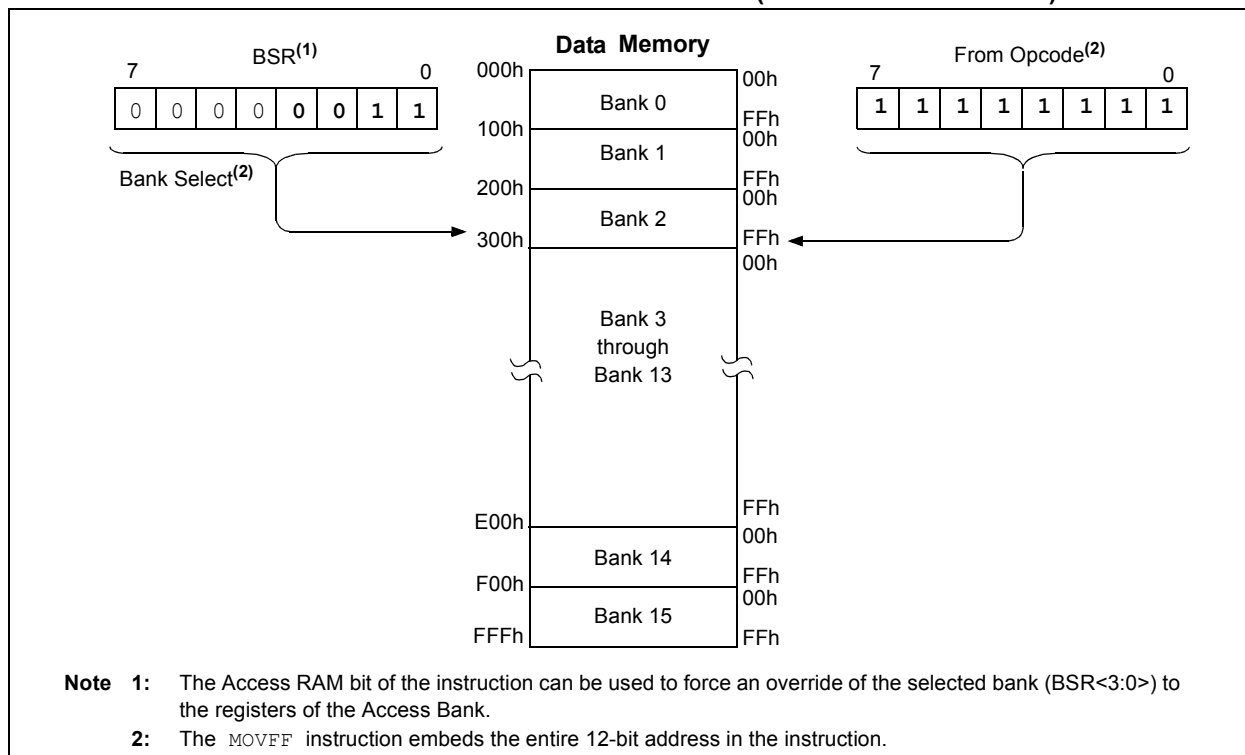 Data Memory
BSR(1)
7 0
0 0 0 0 0 0 1 1
Bank Select(2)
From Opcode(2)
7 0
1 1 1 1 1 1 1 1
000h
00h
Bank 0
FFh
100h
00h
Bank 1
FFh
200h
00h
Bank 2
FFh
300h
00h
Bank 3
through
Bank 13
FFh
E00h
00h
Bank 14
FFh
F00h
00h
Bank 15
FFFh
FFh
Note 1: The Access RAM bit of the instruction can be used to force an override of the selected bank (BSR<3:0>) to
the registers of the Access Bank.
2: The MOVFF instruction embeds the entire 12-bit address in the instruction.